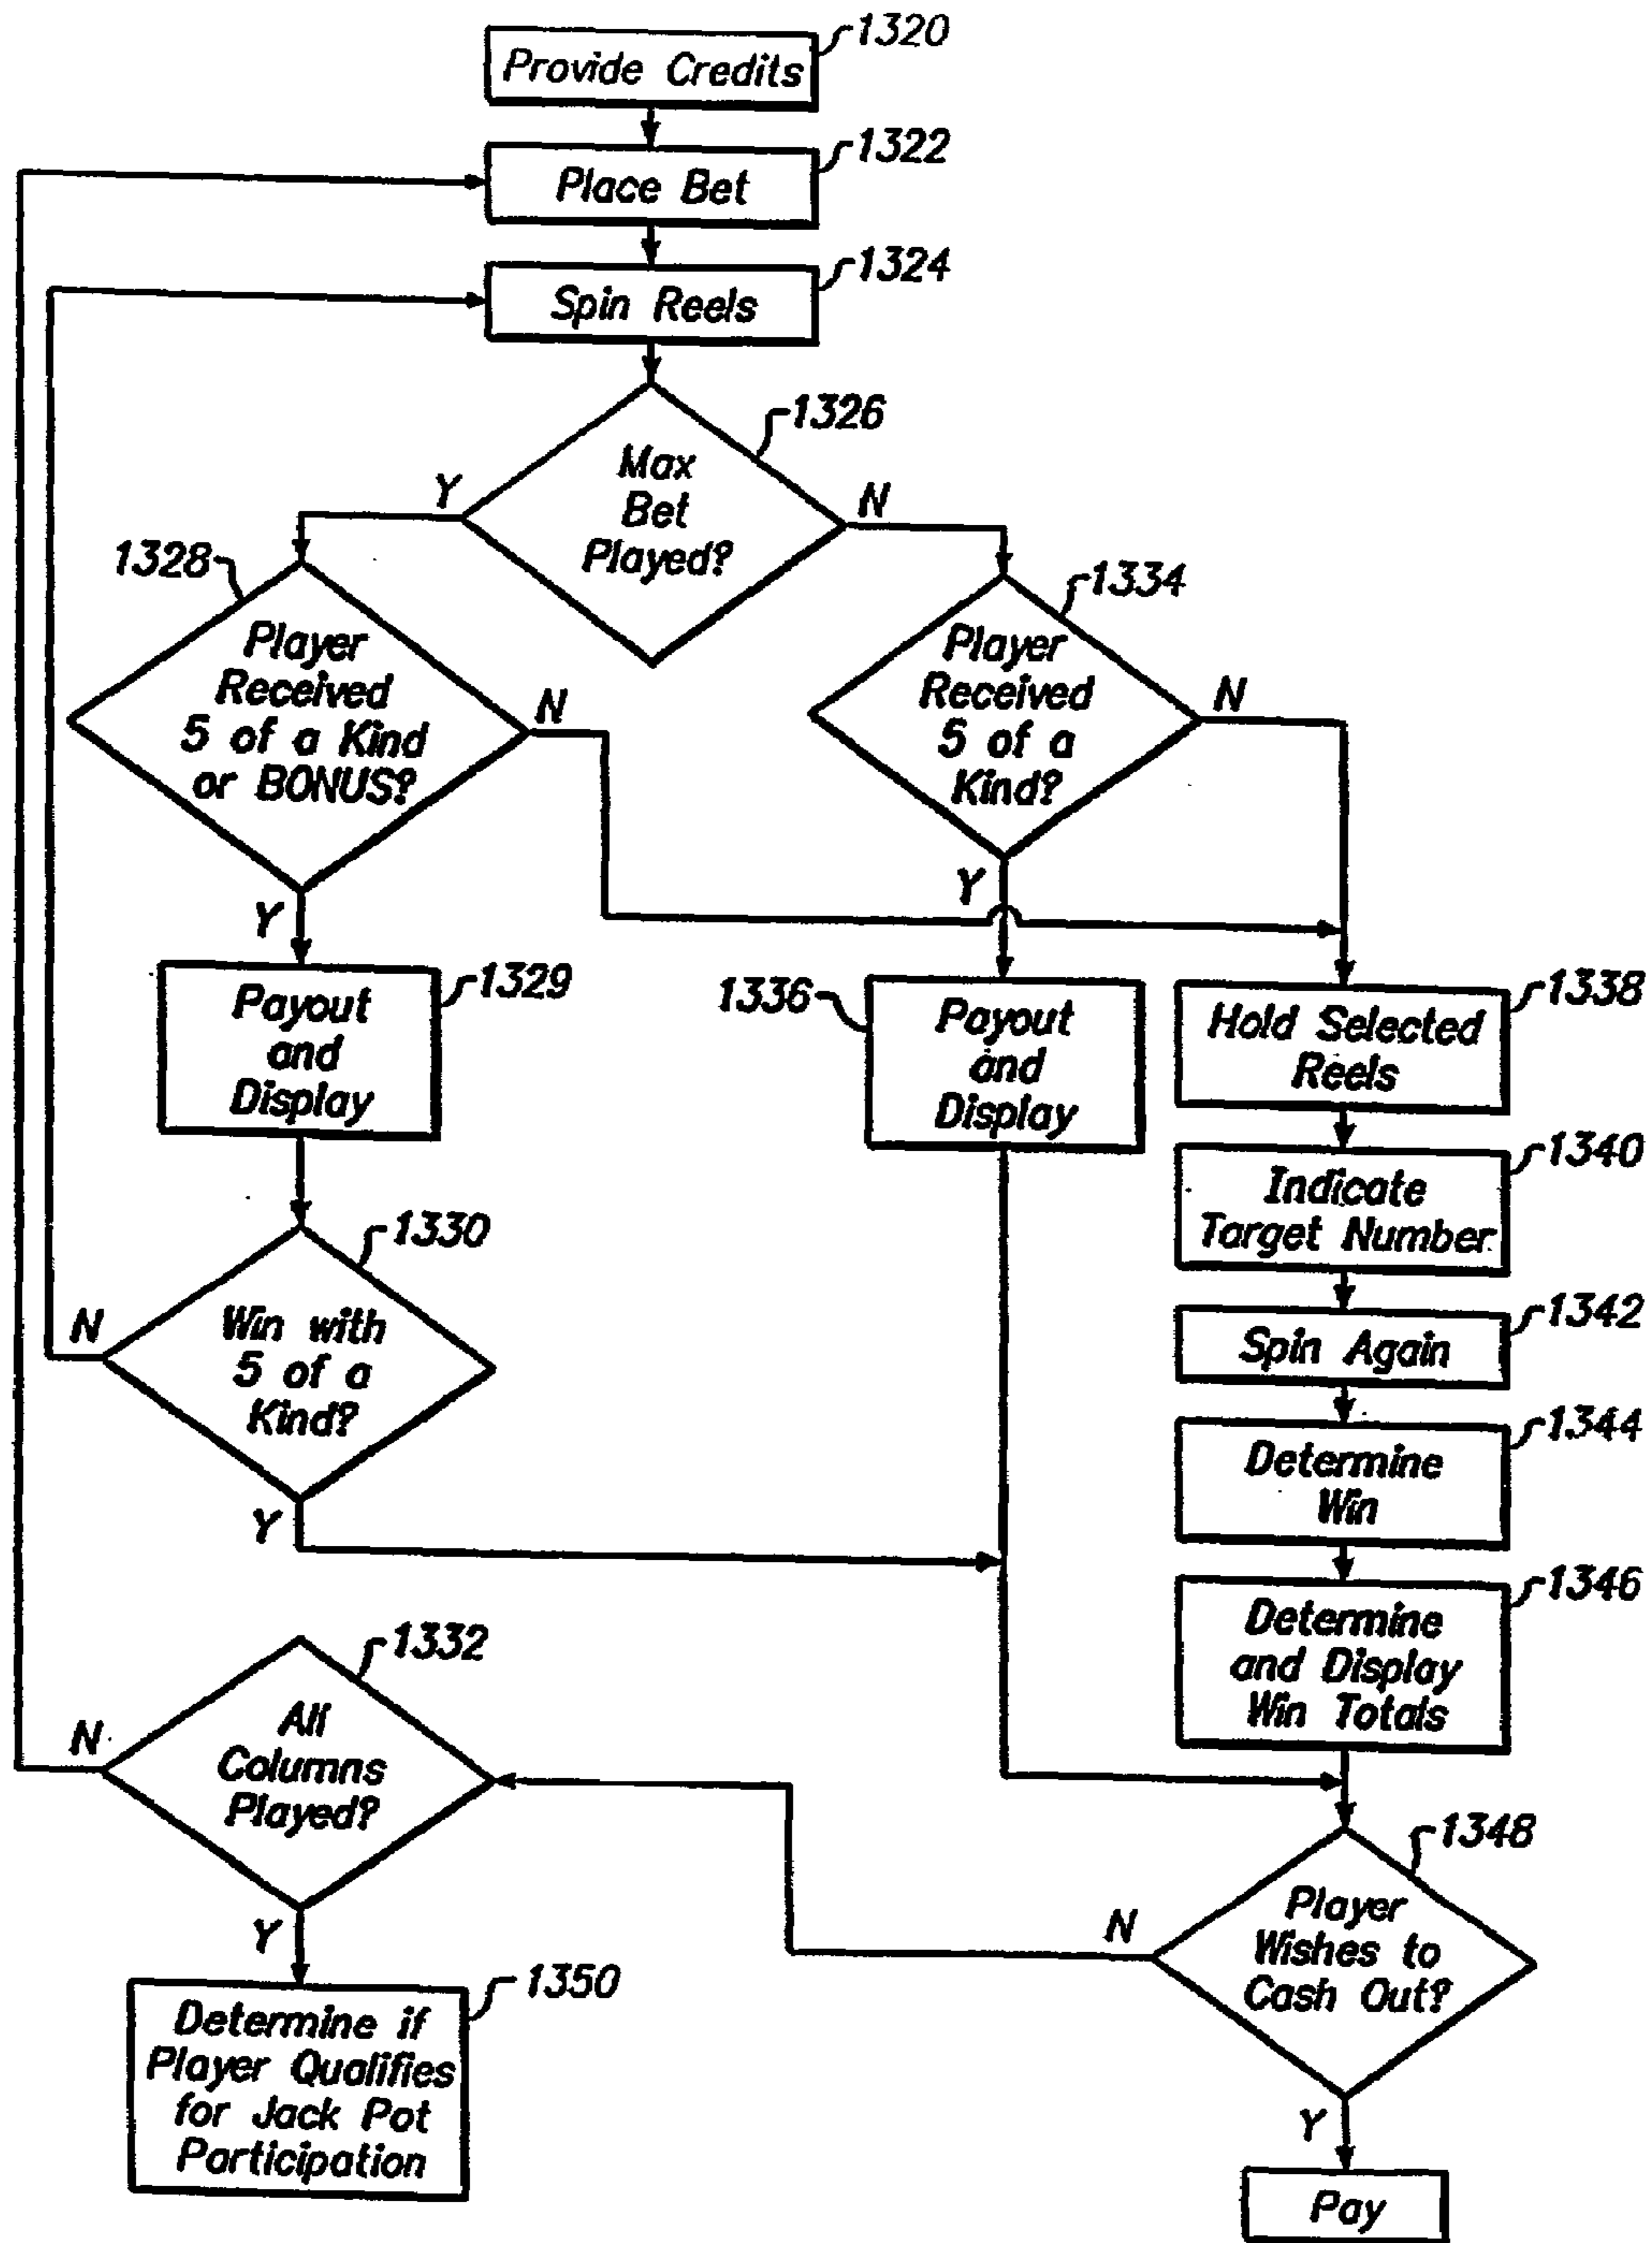 1320
Provide Credits
1322
Place Bet
1324
Spin Reels
1326
Max
Bet
Played?
Y
N
1328
Player
Received
5 of a Kind
or BONUS?
N
Y
1334
Player
Received
5 of a
Kind?
N
Y
1329
Payout
and
Display
1336
Payout
and
Display
1338
Hold Selected
Reels
1340
Indicate
Target Number
1330
Win with
5 of a
Kind?
N
Y
1342
Spin Again
1344
Determine
Win
1346
Determine
and Display
Win Totals
1332
All
Columns
Played?
N
Y
1348
Player
Wishes to
Cash Out?
N
Y
1350
Determine if
Player Qualifies
for Jack Pot
Participation
Pay